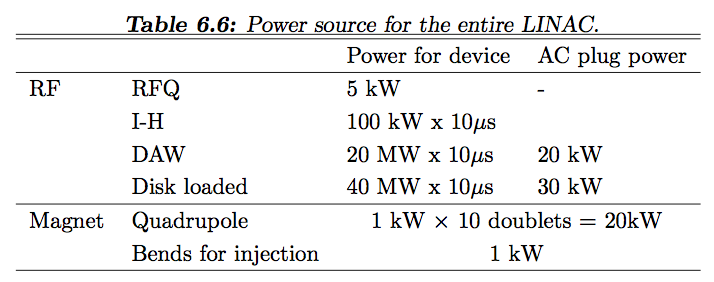 Table 6.6: Power source for the entire LINAC.
Power for device AC plug power
RF RFQ 5 kW -
I-H 100 kW x 10μs
DAW 20 MW x 10μs 20 kW
Disk loaded 40 MW x 10μs 30 kW
Magnet Quadrupole 1 kW × 10 doublets = 20kW
Bends for injection 1 kW